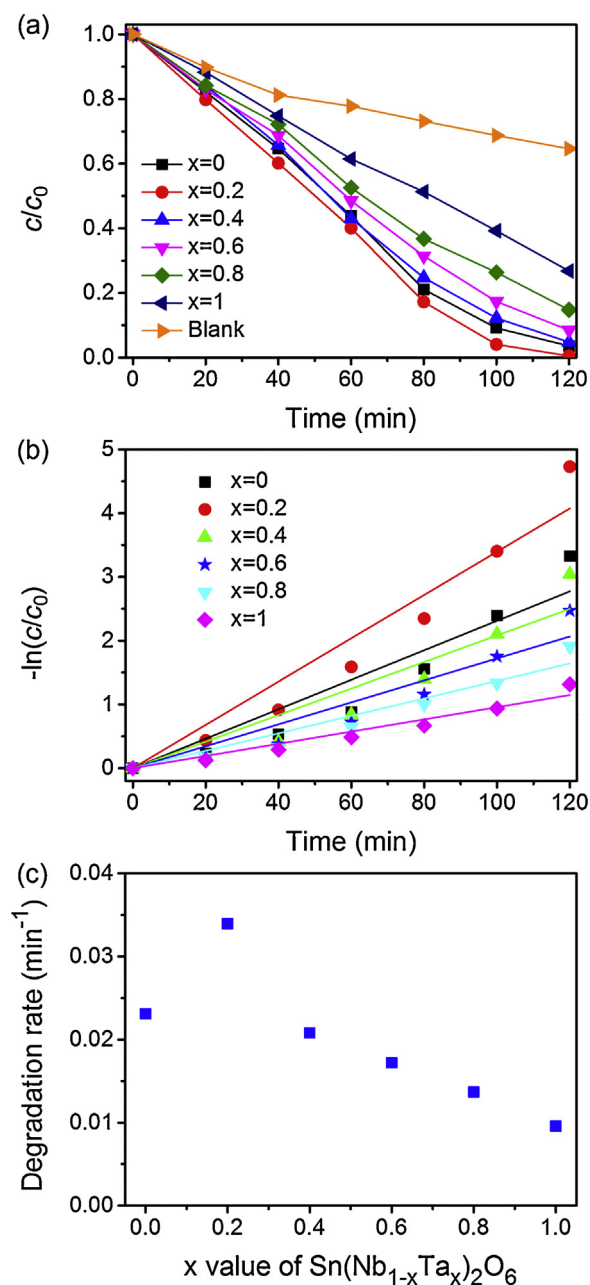 (a)
1.0
0.8
0.6
0.4
0.2
0.0
c/c₀
x=0
x=0.2
x=0.4
x=0.6
x=0.8
x=1
Blank
0 20 40 60 80 100 120
Time (min)
(b)
5
4
3
2
1
0
-ln(c/c₀)
x=0
x=0.2
x=0.4
x=0.6
x=0.8
x=1
0 20 40 60 80 100 120
Time (min)
(c)
0.04
0.03
0.02
0.01
0.00
Degradation rate (min⁻¹)
0.0 0.2 0.4 0.6 0.8 1.0
x value of Sn(Nb₁₋ₓTaₓ)₂O₆